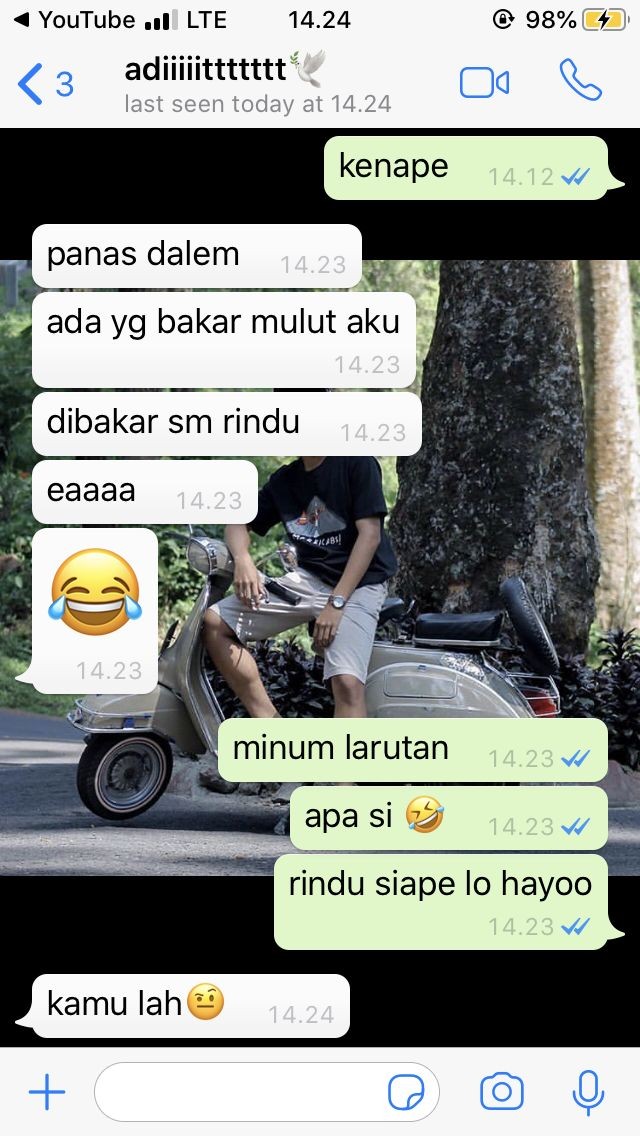 YouTube LTE 14.24 98%
3 adiiiiittttttt🕊
last seen today at 14.24
kenape 14.12
panas dalem 14.23
ada yg bakar mulut aku
14.23
dibakar sm rindu 14.23
eaaaa 14.23
😂
14.23
minum larutan 14.23
apa si 🤣 14.23
rindu siape lo hayoo
14.23
kamu lah🤨 14.24